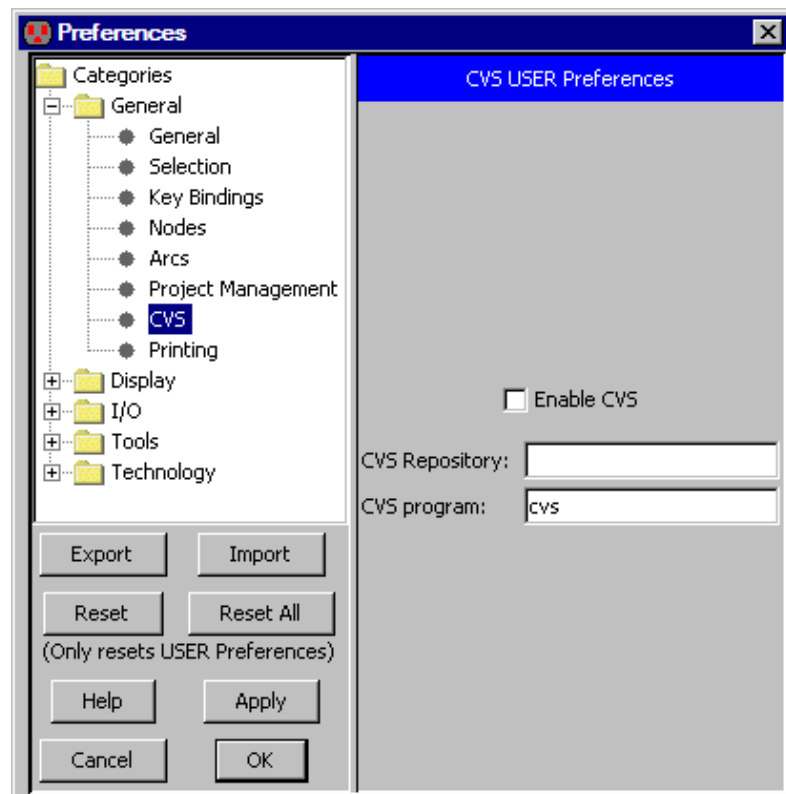 Preferences
Categories
General
General
Selection
Key Bindings
Nodes
Arcs
Project Management
CVS
Printing
Display
I/O
Tools
Technology
Export Import
Reset Reset All
(Only resets USER Preferences)
Help Apply
Cancel OK
CVS USER Preferences
Enable CVS
CVS Repository:
CVS program: cvs